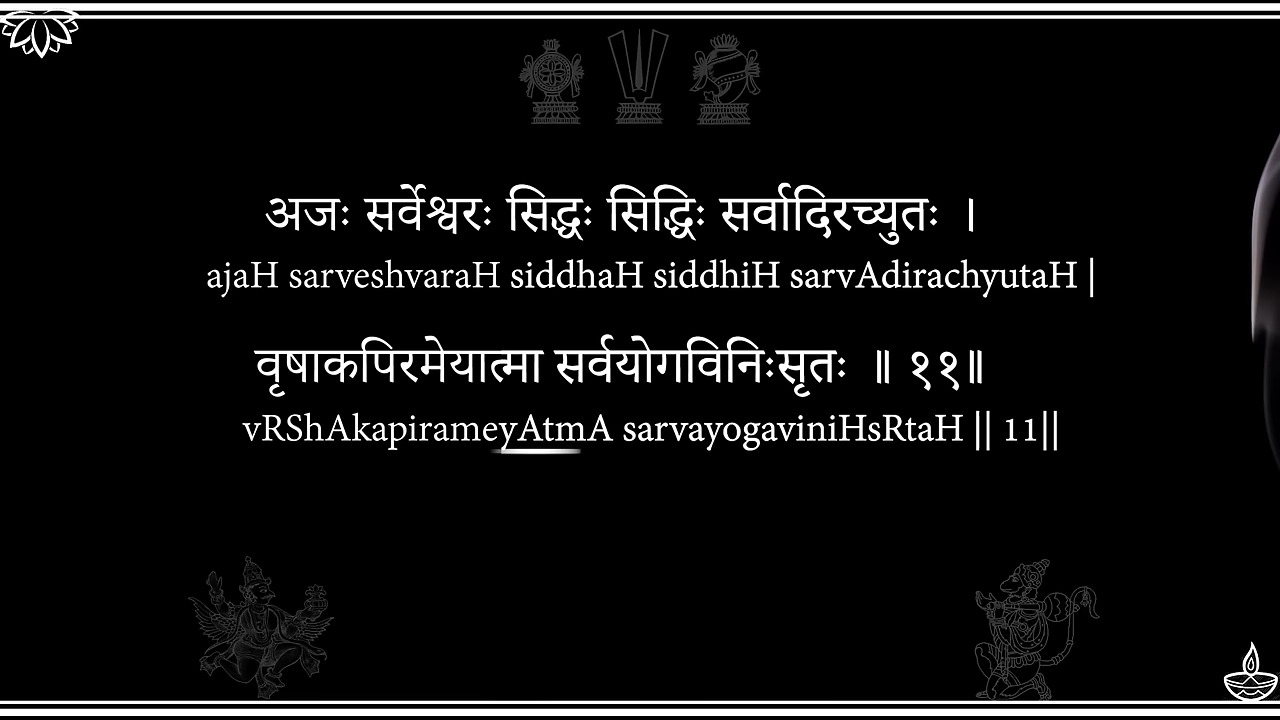 अजः सर्वेश्वरः सिद्धः सिद्धिः सर्वादिरच्युतः ।
ajaH sarveshvaraH siddhaH siddhiH sarvAdirachyutaH |
वृषाकपिरमेयात्मा सर्वयोगविनिःसृतः ॥ ११॥
vRShAkapirameyAtmA sarvayogaviniHsRtaH || 11||